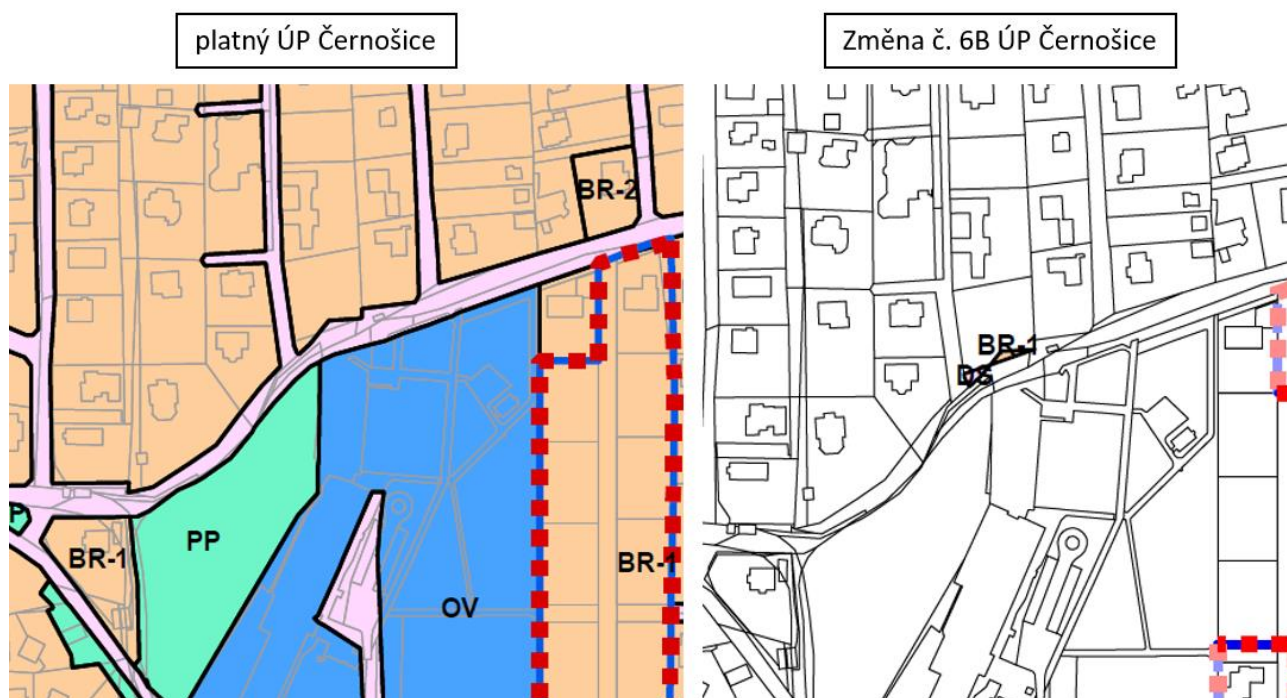 platný ÚP Černošice
Změna č. 6B ÚP Černošice
BR-2
BR-1
DS
P
BR-1
PP
BR-1
OV